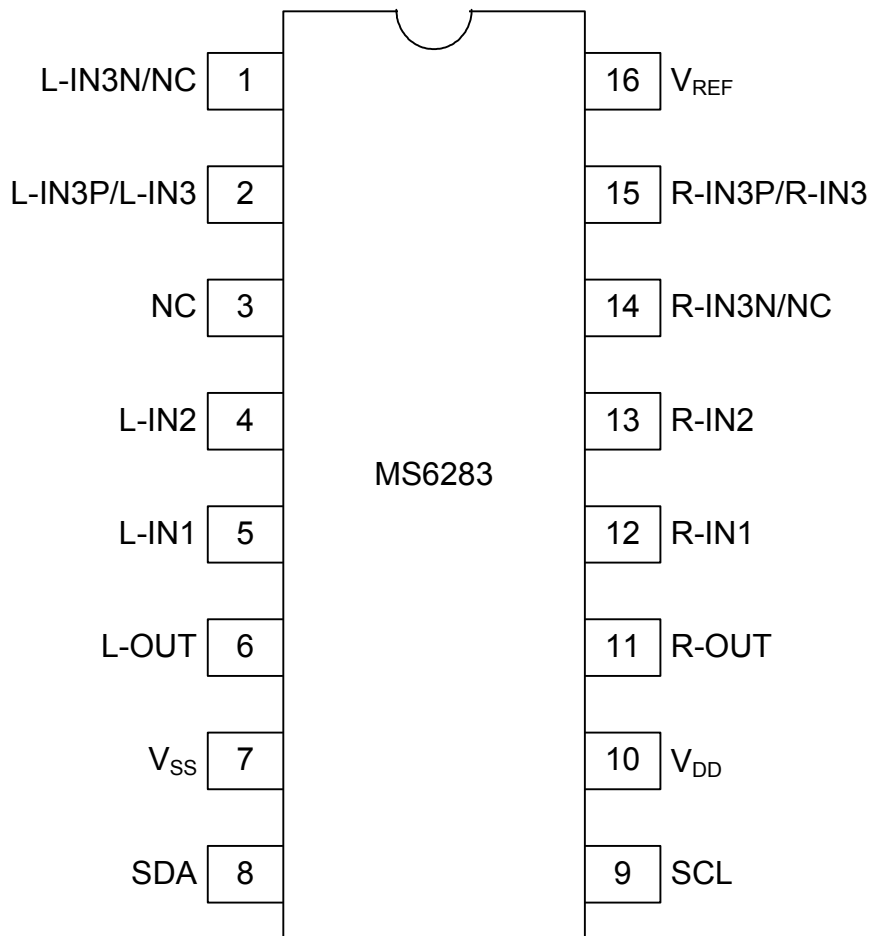 L-IN3N/NC 1 16 VREF
L-IN3P/L-IN3 2 15 R-IN3P/R-IN3
NC 3 14 R-IN3N/NC
L-IN2 4 13 R-IN2
MS6283
L-IN1 5 12 R-IN1
L-OUT 6 11 R-OUT
VSS 7 10 VDD
SDA 8 9 SCL